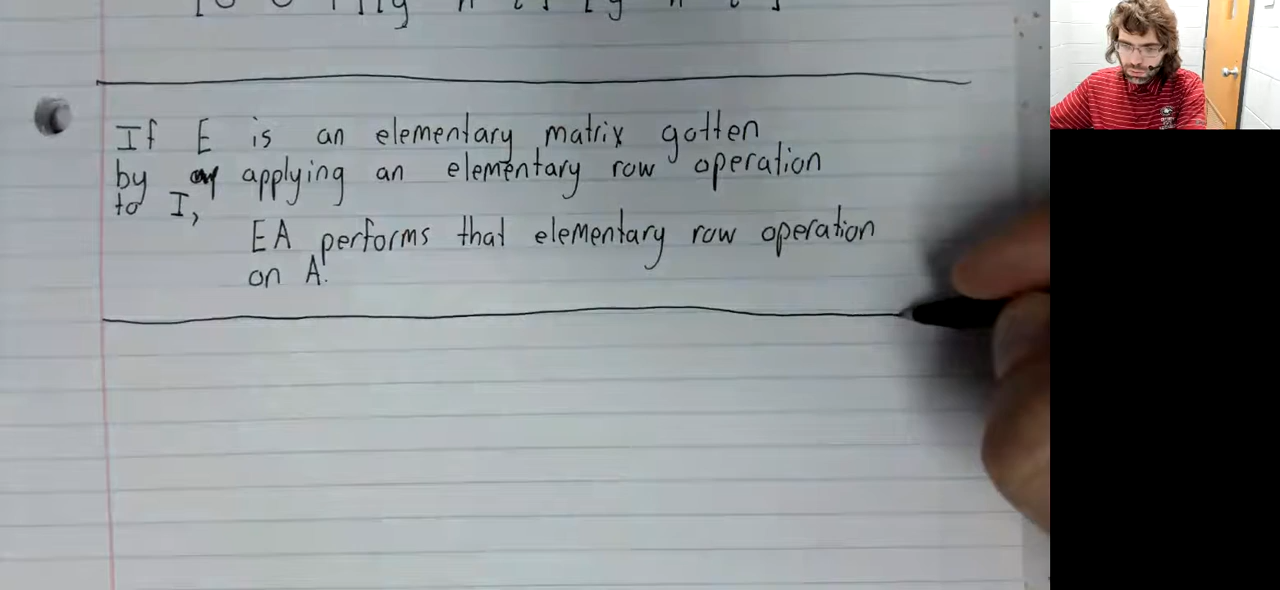 If E is an elementary matrix gotten
by applying an elementary row operation
to I,
EA performs that elementary row operation
on A.